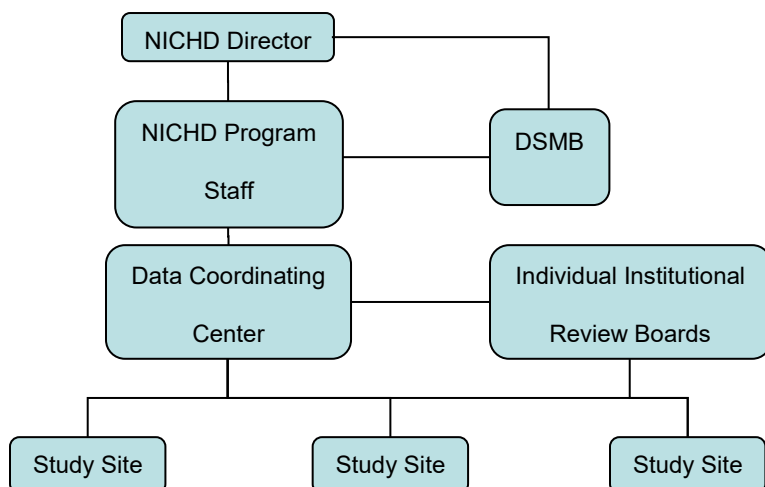 NICHD Director
NICHD Program
Staff
DSMB
Data Coordinating
Center
Individual Institutional
Review Boards
Study Site
Study Site
Study Site